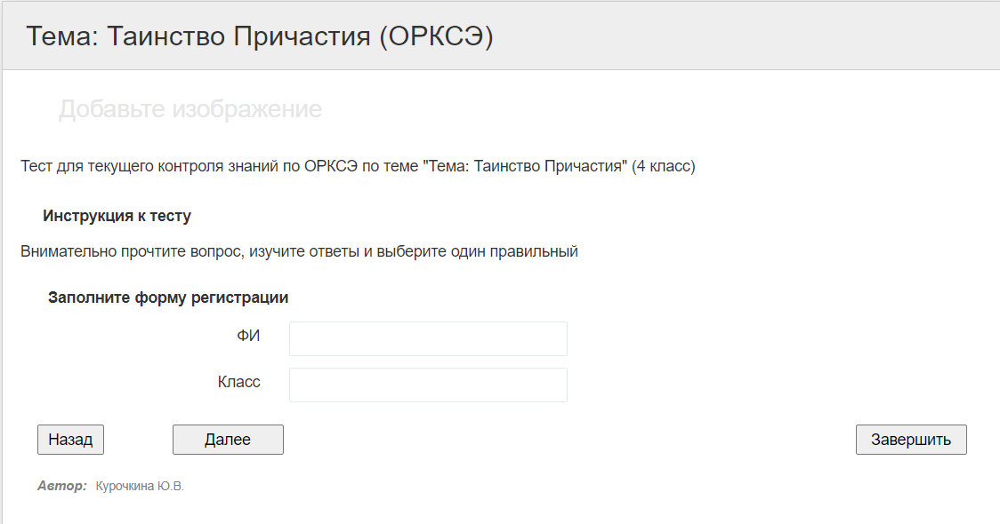 Тема: Таинство Причастия (ОРКСЭ)
Добавьте изображение
Тест для текущего контроля знаний по ОРКСЭ по теме "Тема: Таинство Причастия" (4 класс)
Инструкция к тесту
Внимательно прочтите вопрос, изучите ответы и выберите один правильный
Заполните форму регистрации
ФИ
Класс
Назад Далее Завершить
Автор: Курочкина Ю.В.